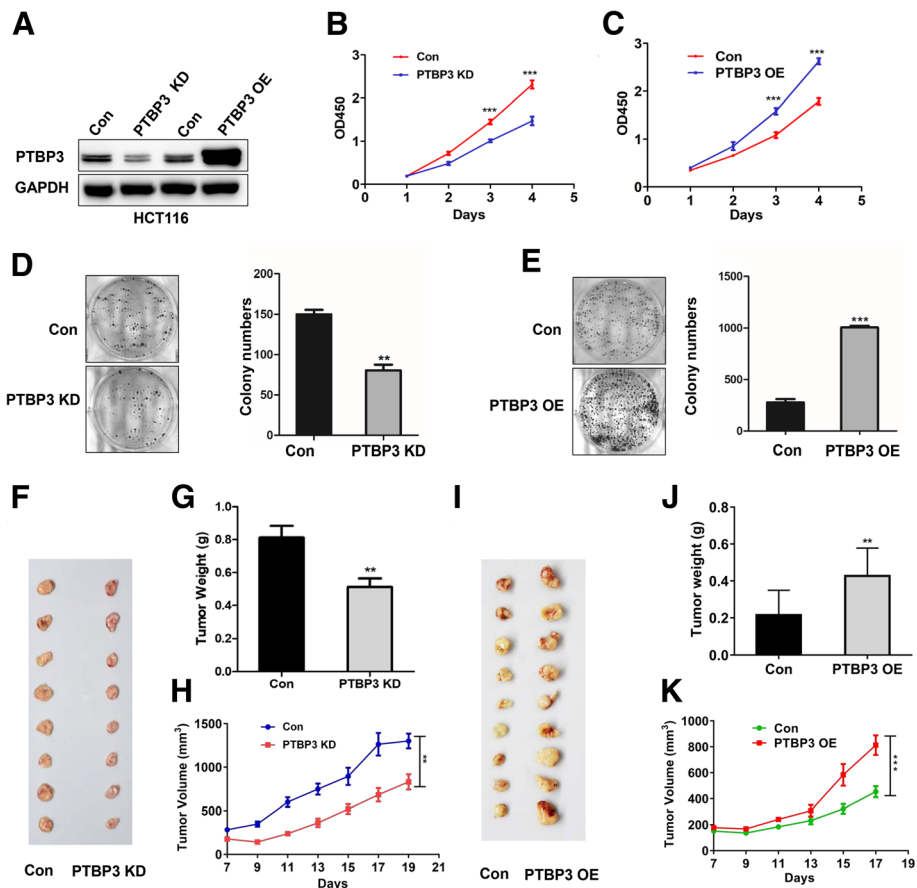 A
Con
PTBP3 KD
Con
PTBP3 OE
PTBP3
GAPDH
HCT116
B
Con
PTBP3 KD
OD450
3
2
1
0
***
***
0 1 2 3 4 5
Days
C
Con
PTBP3 OE
OD450
3
2
1
0
***
***
0 1 2 3 4 5
Days
D
Con
PTBP3 KD
Colony numbers
200
150
100
50
0
**
Con PTBP3 KD
E
Con
PTBP3 OE
Colony numbers
1500
1000
500
0
***
Con PTBP3 OE
F
Con PTBP3 KD
G
Tumor Weight (g)
1.0
0.8
0.6
0.4
0.2
0.0
**
Con PTBP3 KD
H
Con
PTBP3 KD
Tumor Volume (mm³)
1500
1000
500
0
**
7 9 11 13 15 17 19 21
Days
I
Con PTBP3 OE
J
Tumor weight (g)
0.8
0.6
0.4
0.2
0.0
**
Con PTBP3 OE
K
Con
PTBP3 OE
Tumor Volume (mm³)
1000
800
600
400
200
0
***
7 9 11 13 15 17 19
Days